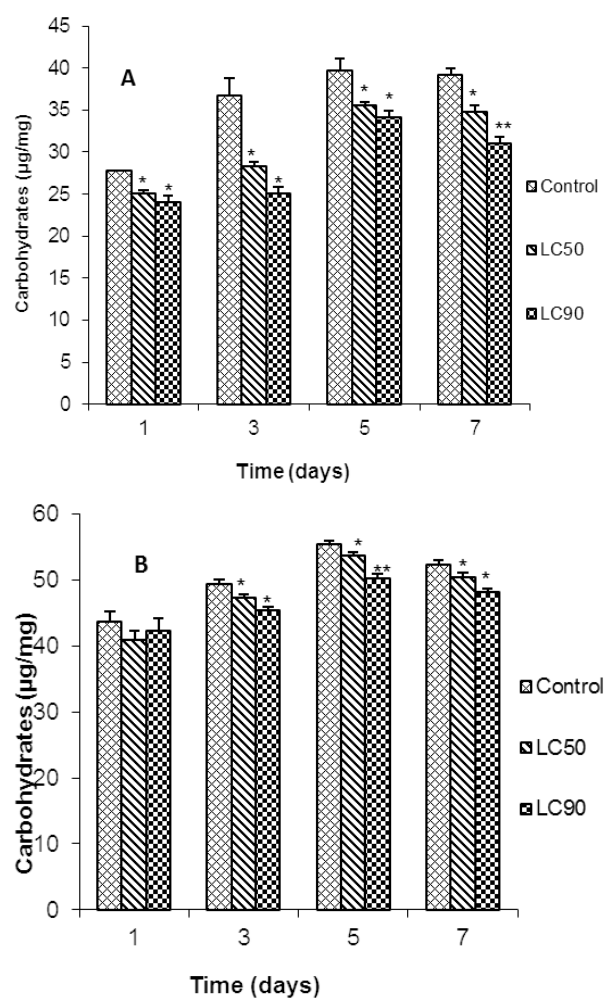 A
Carbohydrates (µg/mg)
45
40
35
30
25
20
15
10
5
0
* *
* *
* *
* **
1 3 5 7
Time (days)
Control
LC50
LC90
B
Carbohydrates (µg/mg)
60
50
40
30
20
10
0
* *
* **
* *
1 3 5 7
Time (days)
Control
LC50
LC90